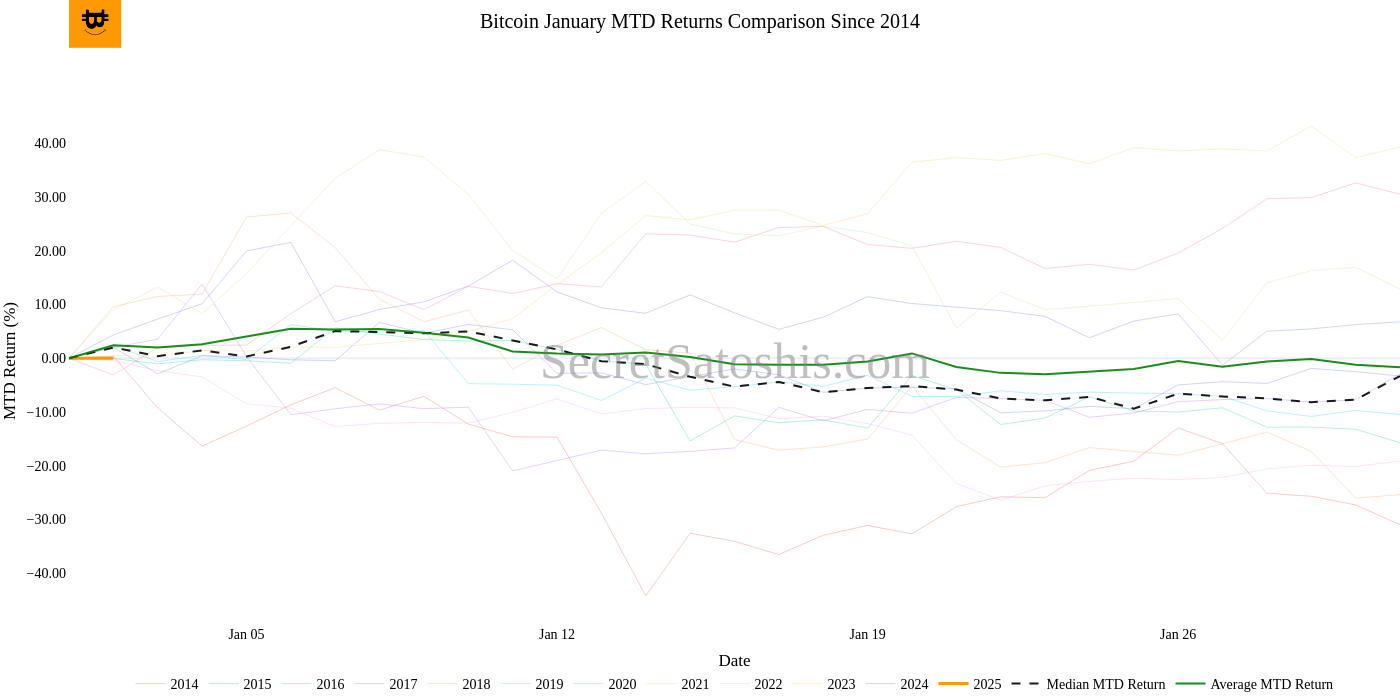 Bitcoin January MTD Returns Comparison Since 2014
MTD Return (%)
40.00
30.00
20.00
10.00
0.00
−10.00
−20.00
−30.00
−40.00
SecretSatoshis.com
Jan 05 Jan 12 Jan 19 Jan 26
Date
2014 2015 2016 2017 2018 2019 2020 2021 2022 2023 2024 2025 Median MTD Return Average MTD Return